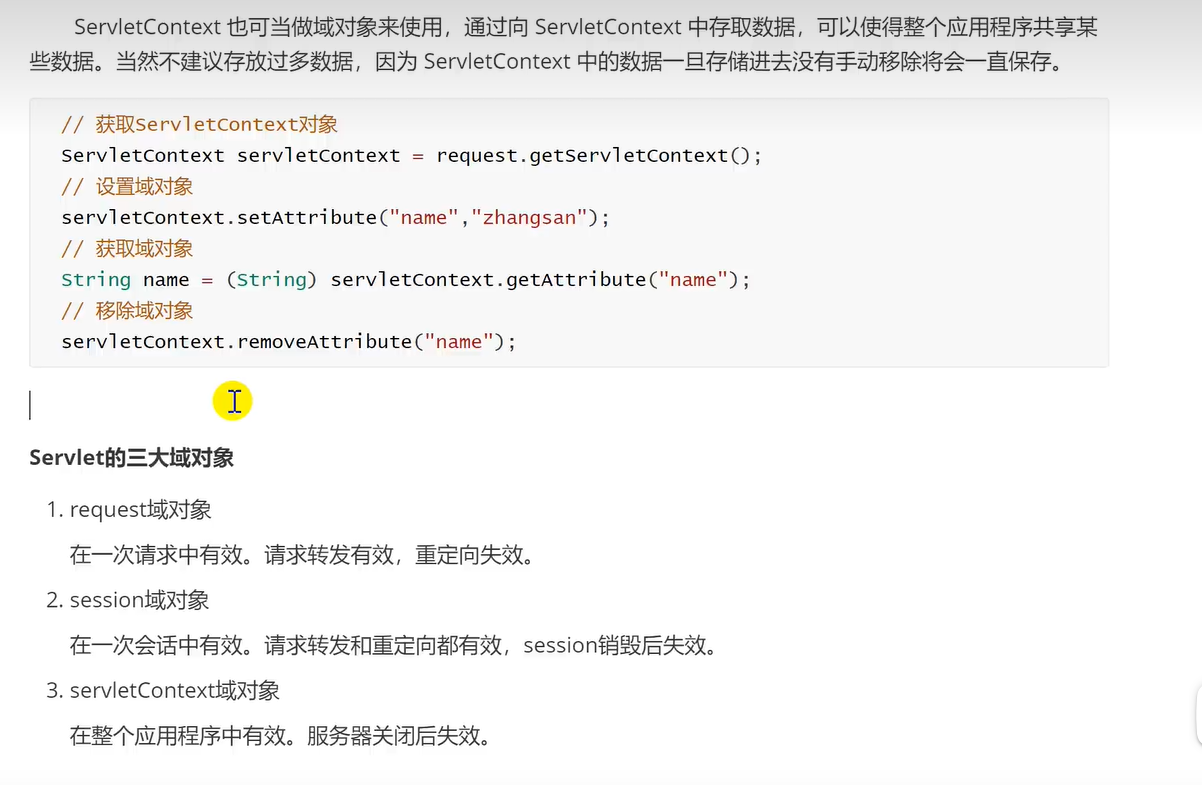 ServletContext 也可当做域对象来使用，通过向 ServletContext 中存取数据，可以使得整个应用程序共享某
些数据。当然不建议存放过多数据，因为 ServletContext 中的数据一旦存储进去没有手动移除将会一直保存。
// 获取ServletContext对象
ServletContext servletContext = request.getServletContext();
// 设置域对象
servletContext.setAttribute("name","zhangsan");
// 获取域对象
String name = (String) servletContext.getAttribute("name");
// 移除域对象
servletContext.removeAttribute("name");
Servlet的三大域对象
1. request域对象
在一次请求中有效。请求转发有效，重定向失效。
2. session域对象
在一次会话中有效。请求转发和重定向都有效，session销毁后失效。
3. servletContext域对象
在整个应用程序中有效。服务器关闭后失效。